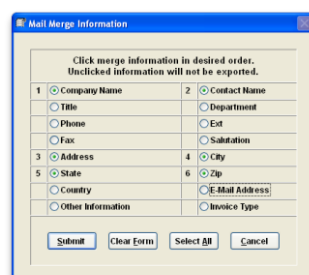 Mail Merge Information
Click merge information in desired order.
Unclicked information will not be exported.
1 Company Name 2 Contact Name
Title Department
Phone Ext
Fax Salutation
3 Address 4 City
5 State 6 Zip
Country E-Mail Address
Other Information Invoice Type
Submit Clear Form Select All Cancel